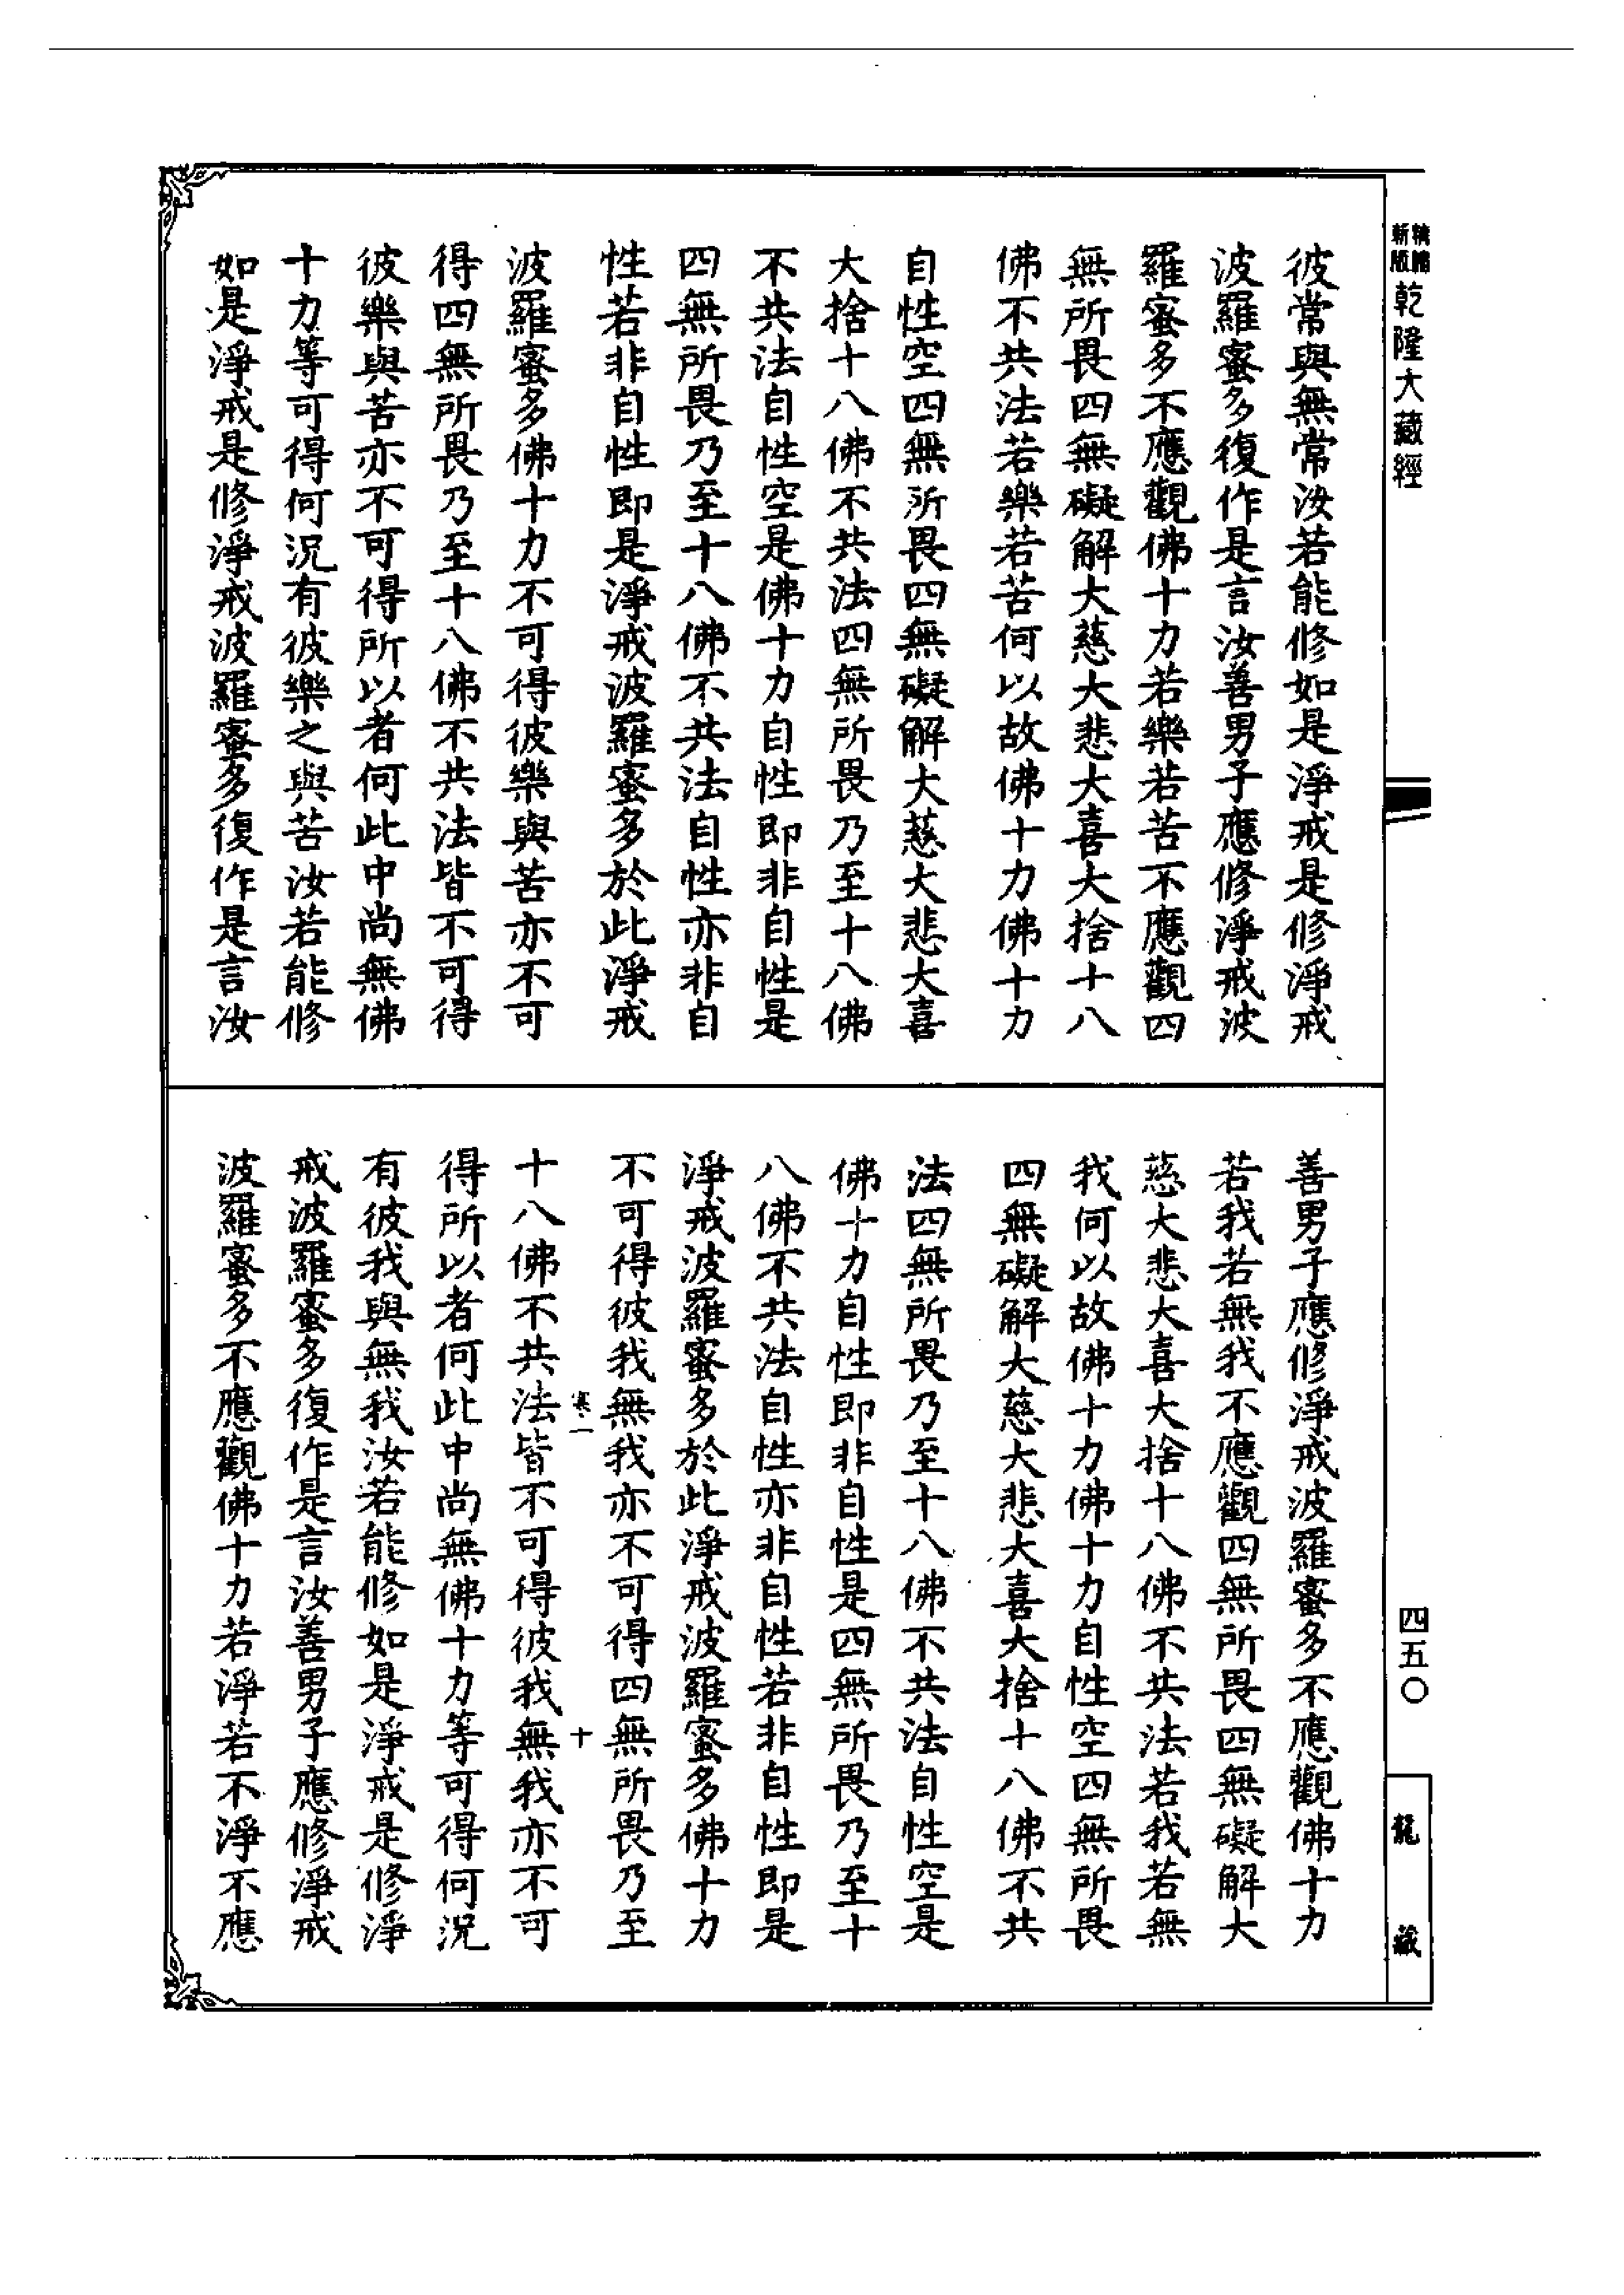 乾隆大藏經
彼常與無常汝若能修如是淨戒是修淨戒
波羅蜜多復作是言汝善男子應修淨戒波
羅蜜多不應觀佛十力若樂若苦不應觀四
無所畏四無礙解大慈大悲大喜大捨十八
佛不共法若樂若苦何以故佛十力佛十力
自性空四無所畏四無礙解大慈大悲大喜
大捨十八佛不共法四無所畏乃至十八佛
不共法自性空是佛十力自性即非自性是
四無所畏乃至十八佛不共法自性亦非自
性若非自性即是淨戒波羅蜜多於此淨戒
波羅蜜多佛十力不可得彼樂與苦亦不可
得四無所畏乃至十八佛不共法皆不可得
彼樂與苦亦不可得所以者何此中尚無佛
十力等可得何況有彼樂之與苦汝若能修
如是淨戒是修淨戒波羅蜜多復作是言汝
善男子應修淨戒波羅蜜多不應觀佛十力
若我若無我不應觀四無所畏四無礙解大
慈大悲大喜大捨十八佛不共法若我若無
我何以故佛十力佛十力自性空四無所畏
四無礙解大慈大悲大喜大捨十八佛不共
法四無所畏乃至十八佛不共法自性空是
佛十力自性即非自性是四無所畏乃至十
八佛不共法自性亦非自性若非自性即是
淨戒波羅蜜多於此淨戒波羅蜜多佛十力
不可得彼我無我亦不可得四無所畏乃至
寒一 十
十八佛不共法皆不可得彼我無我亦不可
得所以者何此中尚無佛十力等可得何況
有彼我與無我汝若能修如是淨戒是修淨
戒波羅蜜多復作是言汝善男子應修淨戒
波羅蜜多不應觀佛十力若淨若不淨不應
四五〇
龍藏